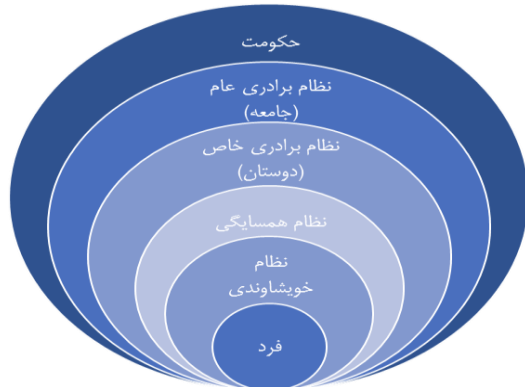 حکومت
نظام برادری عام
(جامعه)
نظام برادری خاص
(دوستان)
نظام همسایگی
نظام
خویشاوندی
فرد